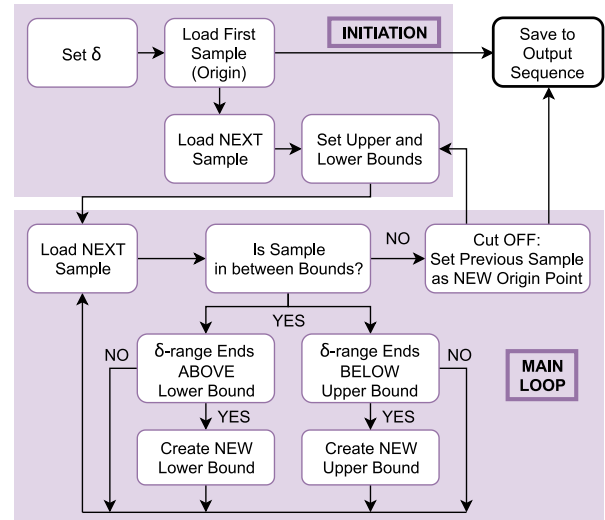 INITIATION
Set δ
Load First
Sample
(Origin)
Save to
Output
Sequence
Load NEXT
Sample
Set Upper and
Lower Bounds
Load NEXT
Sample
Is Sample
in between Bounds?
NO
Cut OFF:
Set Previous Sample
as NEW Origin Point
YES
NO
δ-range Ends
ABOVE
Lower Bound
δ-range Ends
BELOW
Upper Bound
NO
MAIN
LOOP
YES
YES
Create NEW
Lower Bound
Create NEW
Upper Bound